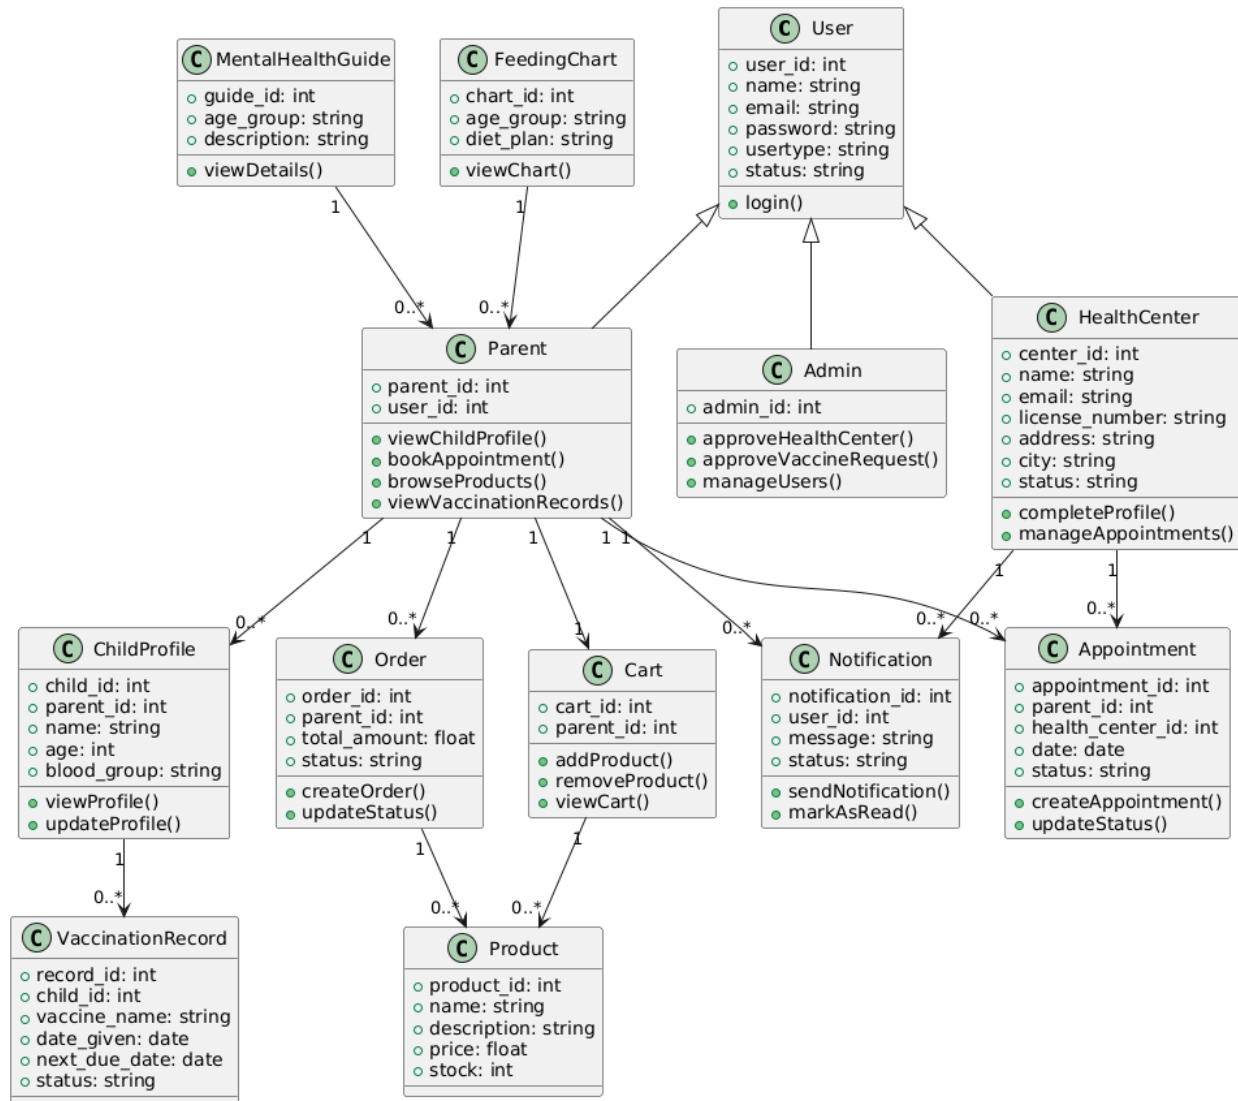 C MentalHealthGuide
guide_id: int
age_group: string
description: string
viewDetails()
C FeedingChart
chart_id: int
age_group: string
diet_plan: string
viewChart()
C User
user_id: int
name: string
email: string
password: string
usertype: string
status: string
login()
1
0..*
1
0..*
C Parent
parent_id: int
user_id: int
viewChildProfile()
bookAppointment()
browseProducts()
viewVaccinationRecords()
C Admin
admin_id: int
approveHealthCenter()
approveVaccineRequest()
manageUsers()
C HealthCenter
center_id: int
name: string
email: string
license_number: string
address: string
city: string
status: string
completeProfile()
manageAppointments()
1
1
1
1
1
1
1
0..*
0..*
1
0..*
0..*
0..*
0..*
C ChildProfile
child_id: int
parent_id: int
name: string
age: int
blood_group: string
viewProfile()
updateProfile()
C Order
order_id: int
parent_id: int
total_amount: float
status: string
createOrder()
updateStatus()
C Cart
cart_id: int
parent_id: int
addProduct()
removeProduct()
viewCart()
C Notification
notification_id: int
user_id: int
message: string
status: string
sendNotification()
markAsRead()
C Appointment
appointment_id: int
parent_id: int
health_center_id: int
date: date
status: string
createAppointment()
updateStatus()
1
0..*
1
0..*
1
0..*
C VaccinationRecord
record_id: int
child_id: int
vaccine_name: string
date_given: date
next_due_date: date
status: string
C Product
product_id: int
name: string
description: string
price: float
stock: int